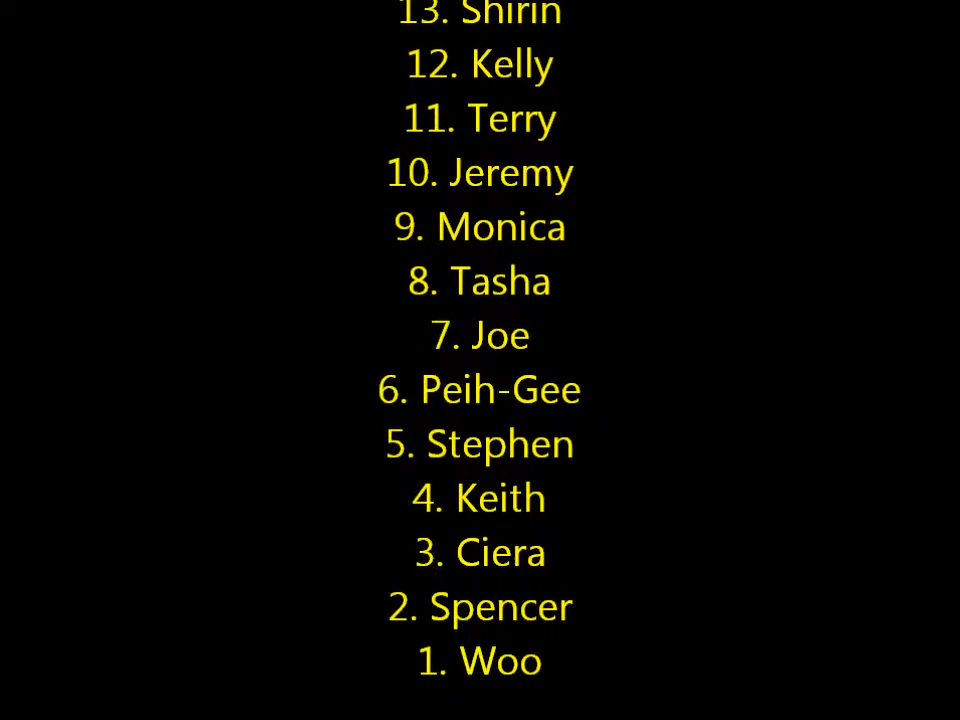 13. Shirin
12. Kelly
11. Terry
10. Jeremy
9. Monica
8. Tasha
7. Joe
6. Peih-Gee
5. Stephen
4. Keith
3. Ciera
2. Spencer
1. Woo